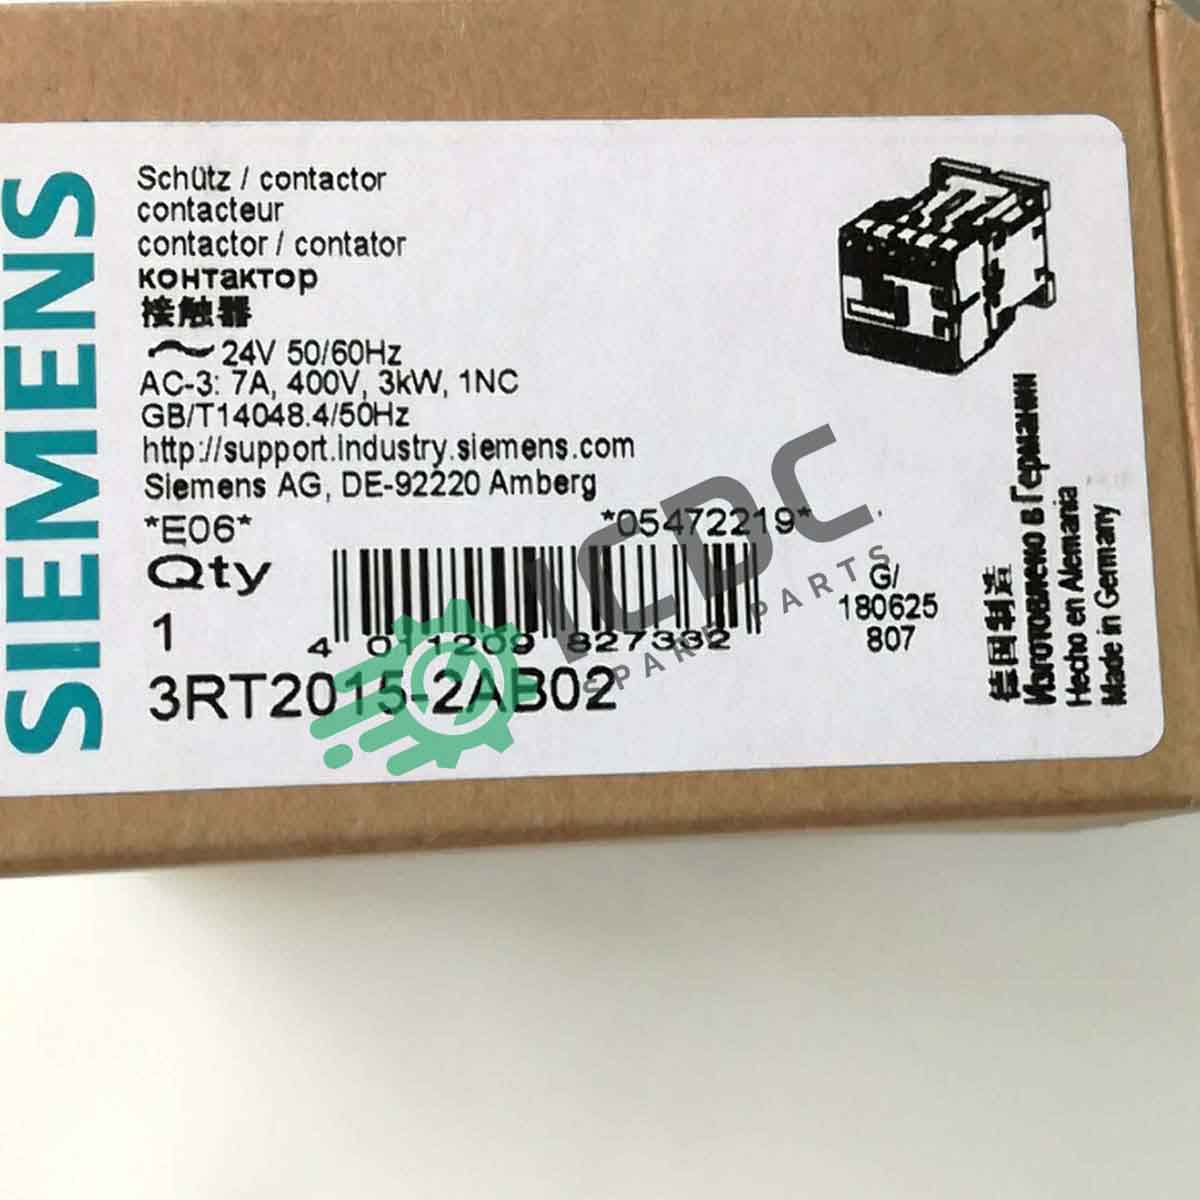 SIEMENS
Schütz / contactor
contacteur
contactor / contator
контактор
接触器
~ 24V 50/60Hz
AC-3: 7A, 400V, 3kW, 1NC
GB/T14048.4/50Hz
http://support.industry.siemens.com
Siemens AG, DE-92220 Amberg
*E06* *05472219*
Qty
1
4 011209 827332
3RT2015-2AB02
G/
180625
807
德国制造
Изготовлено в Германии
Hecho en Alemania
Made in Germany
ICDC
SPARE PARTS